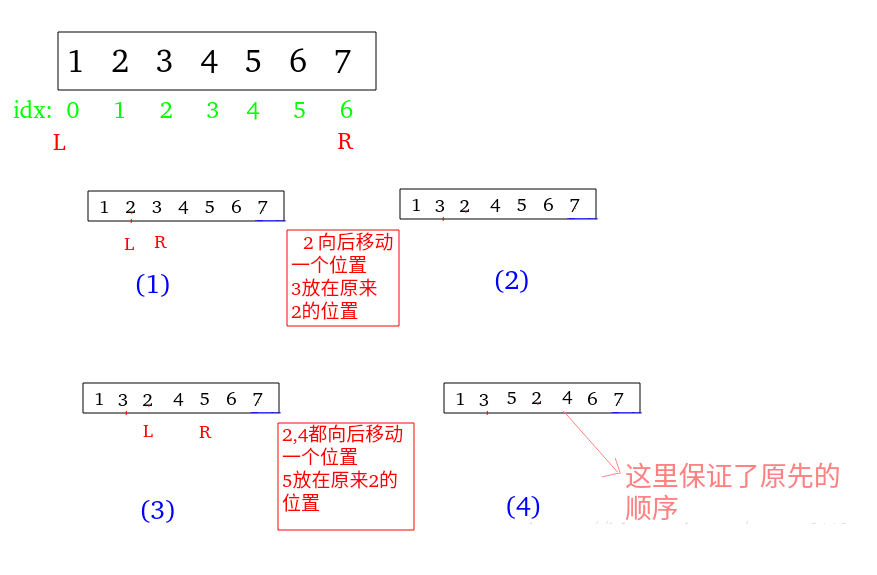 1 2 3 4 5 6 7
idx: 0 1 2 3 4 5 6
L R
1 2 3 4 5 6 7
L R
(1)
2 向后移动
一个位置
3放在原来
2的位置
1 3 2 4 5 6 7
(2)
1 3 2 4 5 6 7
L R
(3)
2,4都向后移动
一个位置
5放在原来2的
位置
1 3 5 2 4 6 7
(4)
这里保证了原先的
顺序